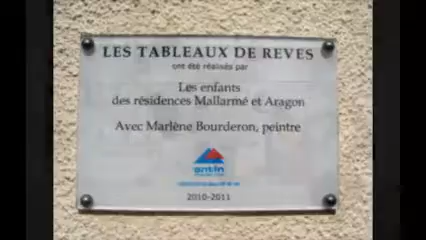 LES TABLEAUX DE REVES
ont été réalisés par
Les enfants
des résidences Mallarmé et Aragon
Avec Marlène Bourderon, peintre
antin
2010-2011